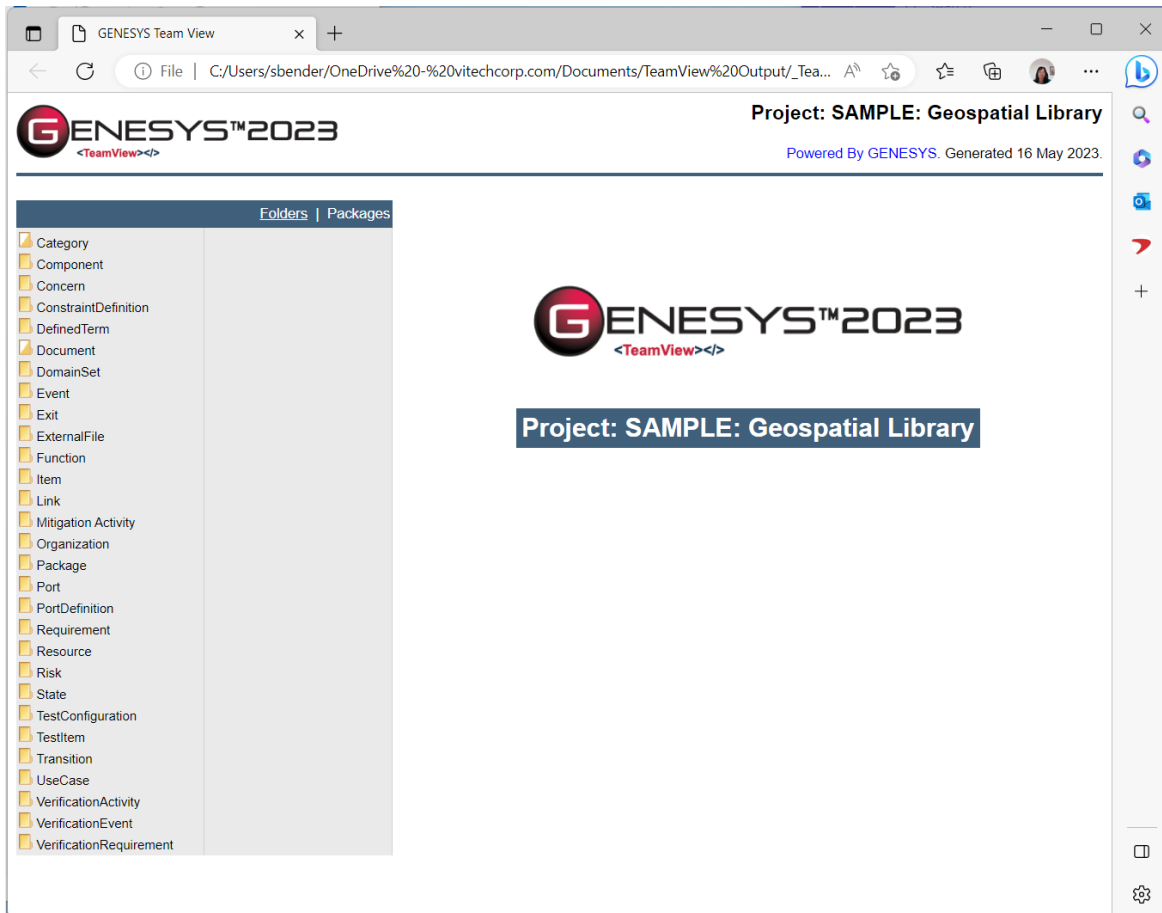 GENESYS Team View
File | C:/Users/sbender/OneDrive%20-%20vitechcorp.com/Documents/TeamView%20Output/_Tea...
GENESYS™2023
<TeamView></>
Project: SAMPLE: Geospatial Library
Powered By GENESYS. Generated 16 May 2023.
Folders | Packages
Category
Component
Concern
ConstraintDefinition
DefinedTerm
Document
DomainSet
Event
Exit
ExternalFile
Function
Item
Link
Mitigation Activity
Organization
Package
Port
PortDefinition
Requirement
Resource
Risk
State
TestConfiguration
TestItem
Transition
UseCase
VerificationActivity
VerificationEvent
VerificationRequirement
GENESYS™2023
<TeamView></>
Project: SAMPLE: Geospatial Library